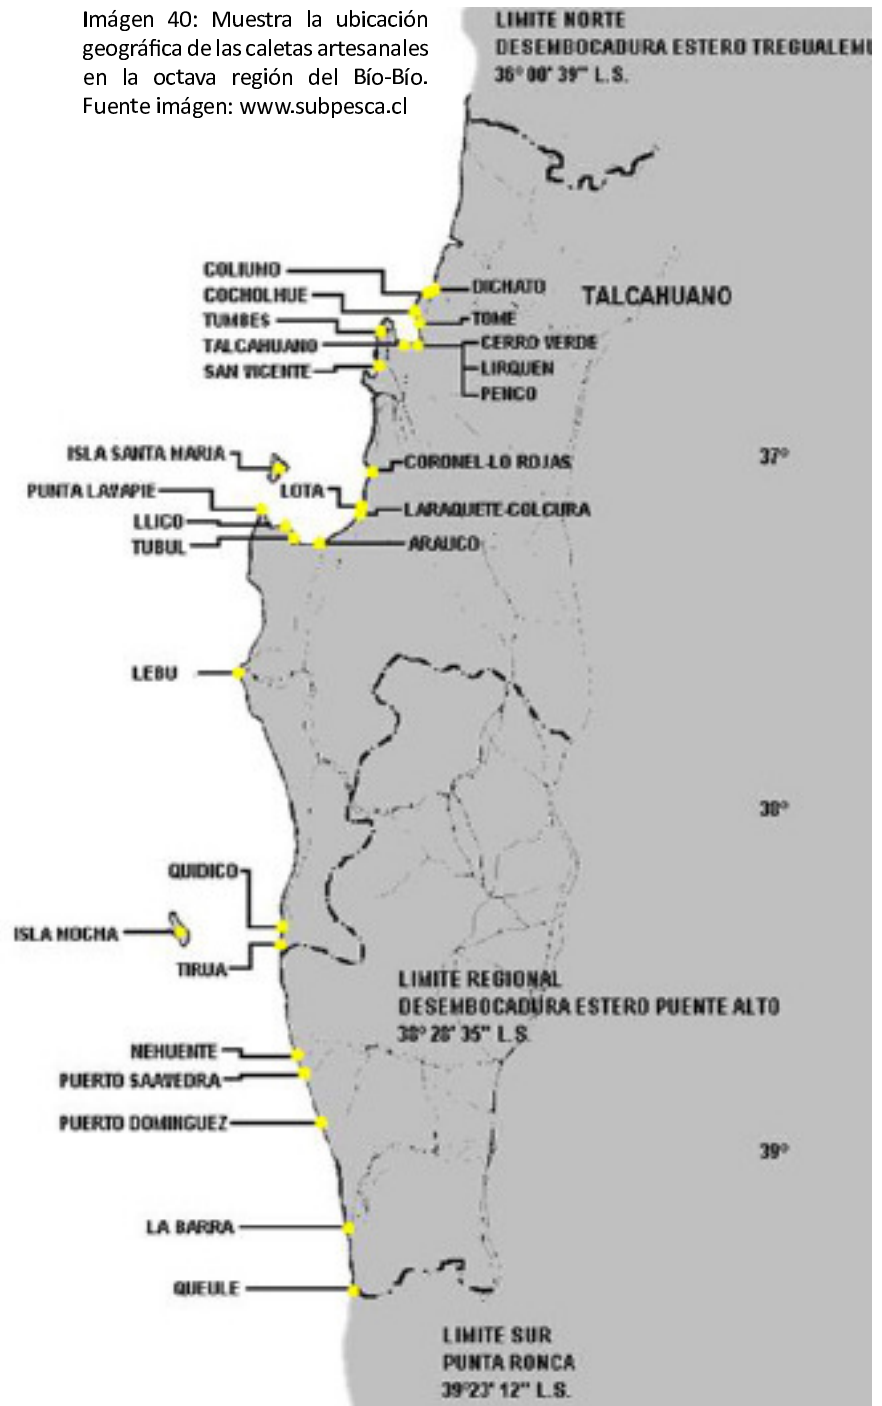 Imágen 40: Muestra la ubicación
geográfica de las caletas artesanales
en la octava región del Bío-Bío.
Fuente imágen: www.subpesca.cl
LIMITE NORTE
DESEMBOCADURA ESTERO TREGUALEMU
36° 00' 39'" L.S.
COLIUMO
DICHATO
TALCAHUANO
COCHOLHUE
TUMBES
TOME
TALCAHUANO
CERRO VERDE
SAN VICENTE
LIRQUEN
PENCO
ISLA SANTA MARIA
CORONEL-LO ROJAS
37°
PUNTA LAVAPIE
LOTA
LARAQUETE-COLCURA
LLICO
TUBUL
ARAUCO
LEBU
38°
QUIDICO
ISLA MOCHA
TIRUA
LIMITE REGIONAL
DESEMBOCADURA ESTERO PUENTE ALTO
38° 28' 35" L.S.
NEHUENTE
PUERTO SAAVEDRA
PUERTO DOMINGUEZ
39°
LA BARRA
QUEULE
LIMITE SUR
PUNTA RONCA
39°23' 12" L.S.